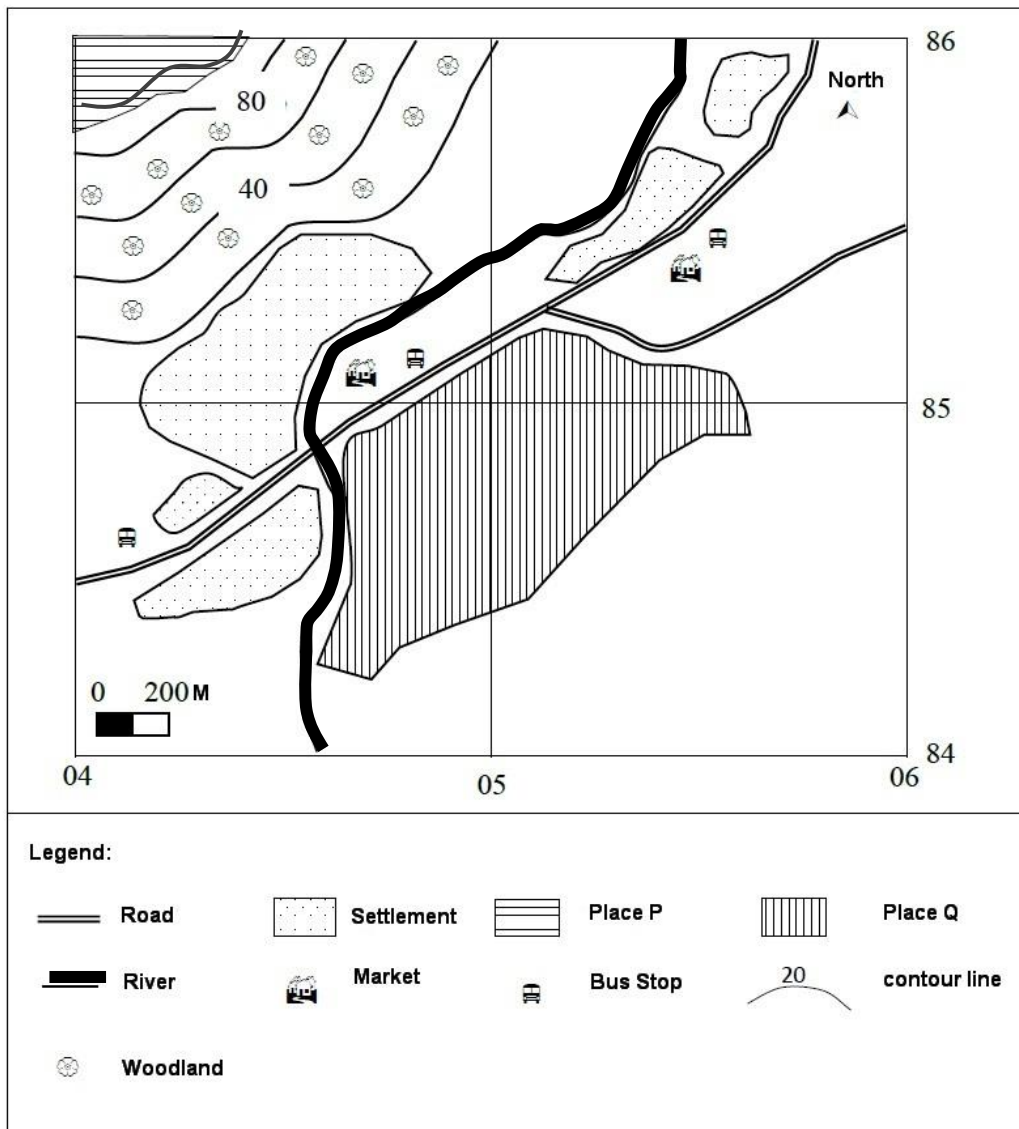 86
North
80
40
85
0 200 M
84
04 05 06
Legend:
Road Settlement Place P Place Q
River Market Bus Stop 20 contour line
Woodland